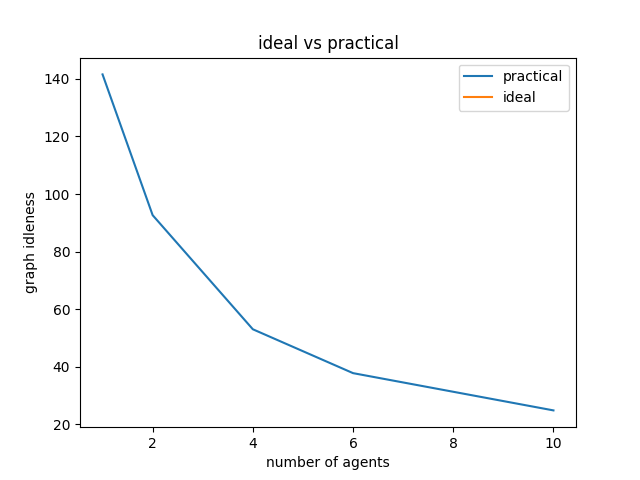 ideal vs practical
practical
ideal
140
120
100
80
60
40
20
graph idleness
2 4 6 8 10
number of agents